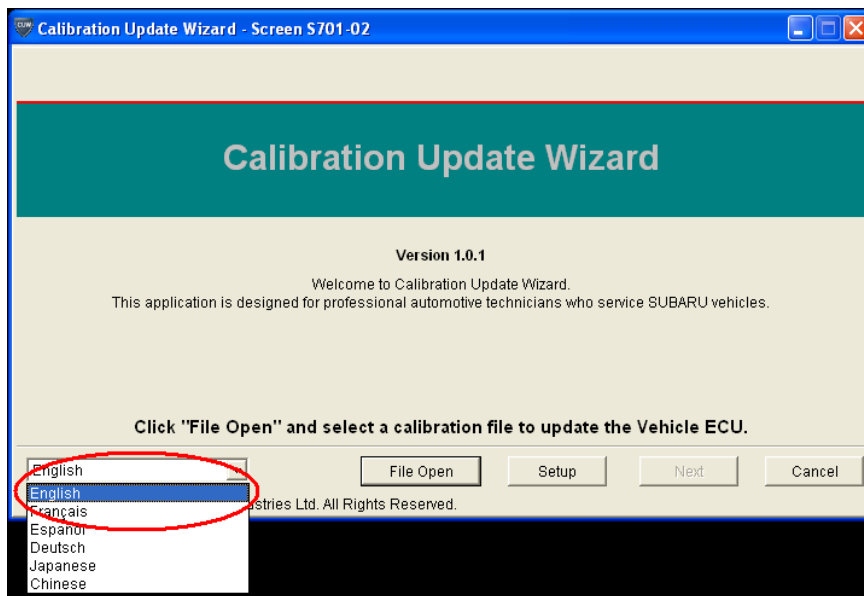 CUW Calibration Update Wizard - Screen S701-02
Calibration Update Wizard
Version 1.0.1
Welcome to Calibration Update Wizard.
This application is designed for professional automotive technicians who service SUBARU vehicles.
Click "File Open" and select a calibration file to update the Vehicle ECU.
English
File Open
Setup
Next
Cancel
English
Français
Español
Deutsch
Japanese
Chinese
Ltd. All Rights Reserved.